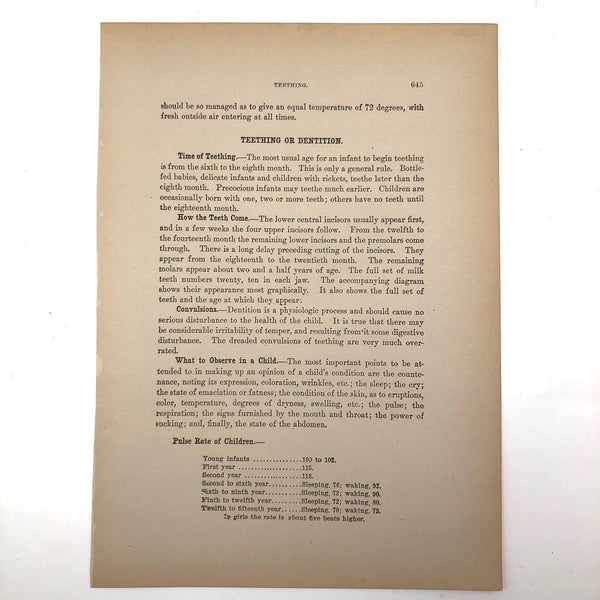 TEETHING. 645
should be so managed as to give an equal temperature of 72 degrees, with
fresh outside air entering at all times.
TEETHING OR DENTITION.
Time of Teething.—The most usual age for an infant to begin teething
is from the sixth to the eighth month. This is only a general rule. Bottle-
fed babies, delicate infants and children with rickets, teethe later than the
eighth month. Precocious infants may teethe much earlier. Children are
occasionally born with one, two or more teeth; others have no teeth until
the eighteenth month.
How the Teeth Come.—The lower central incisors usually appear first,
and in a few weeks the four upper incisors follow. From the twelfth to
the fourteenth month the remaining lower incisors and the premolars come
through. There is a long delay preceding cutting of the incisors. They
appear from the eighteenth to the twentieth month. The remaining
molars appear about two and a half years of age. The full set of milk
teeth numbers twenty, ten in each jaw. The accompanying diagram
shows their appearance most graphically. It also shows the full set of
teeth and the age at which they appear:
Convulsions.—Dentition is a physiologic process and should cause no
serious disturbance to the health of the child. It is true that there may
be considerable irritability of temper, and resulting from it some digestive
disturbance. The dreaded convulsions of teething are very much over-
rated.
What to Observe in a Child.—The most important points to be at-
tended to in making up an opinion of a child's condition are the counte-
nance, noting its expression, coloration, wrinkles, etc.; the sleep; the cry;
the state of emaciation or fatness; the condition of the skin, as to eruptions,
color, temperature, degrees of dryness, swelling, etc.; the pulse; the
respiration; the signs furnished by the mouth and throat; the power of
sucking; and, finally, the state of the abdomen.
Pulse Rate of Children.—
Young infants ...............to 102.
First year ...................115.
Second year .................118.
Second to sixth year..........Sleeping, 76; waking, 92.
Sixth to ninth year..........Sleeping, 73; waking, 90.
Ninth to twelfth year.........Sleeping, 72; waking, 80.
Twelfth to fifteenth year......Sleeping, 70; waking, 72.
In girls the rate is about five beats higher.